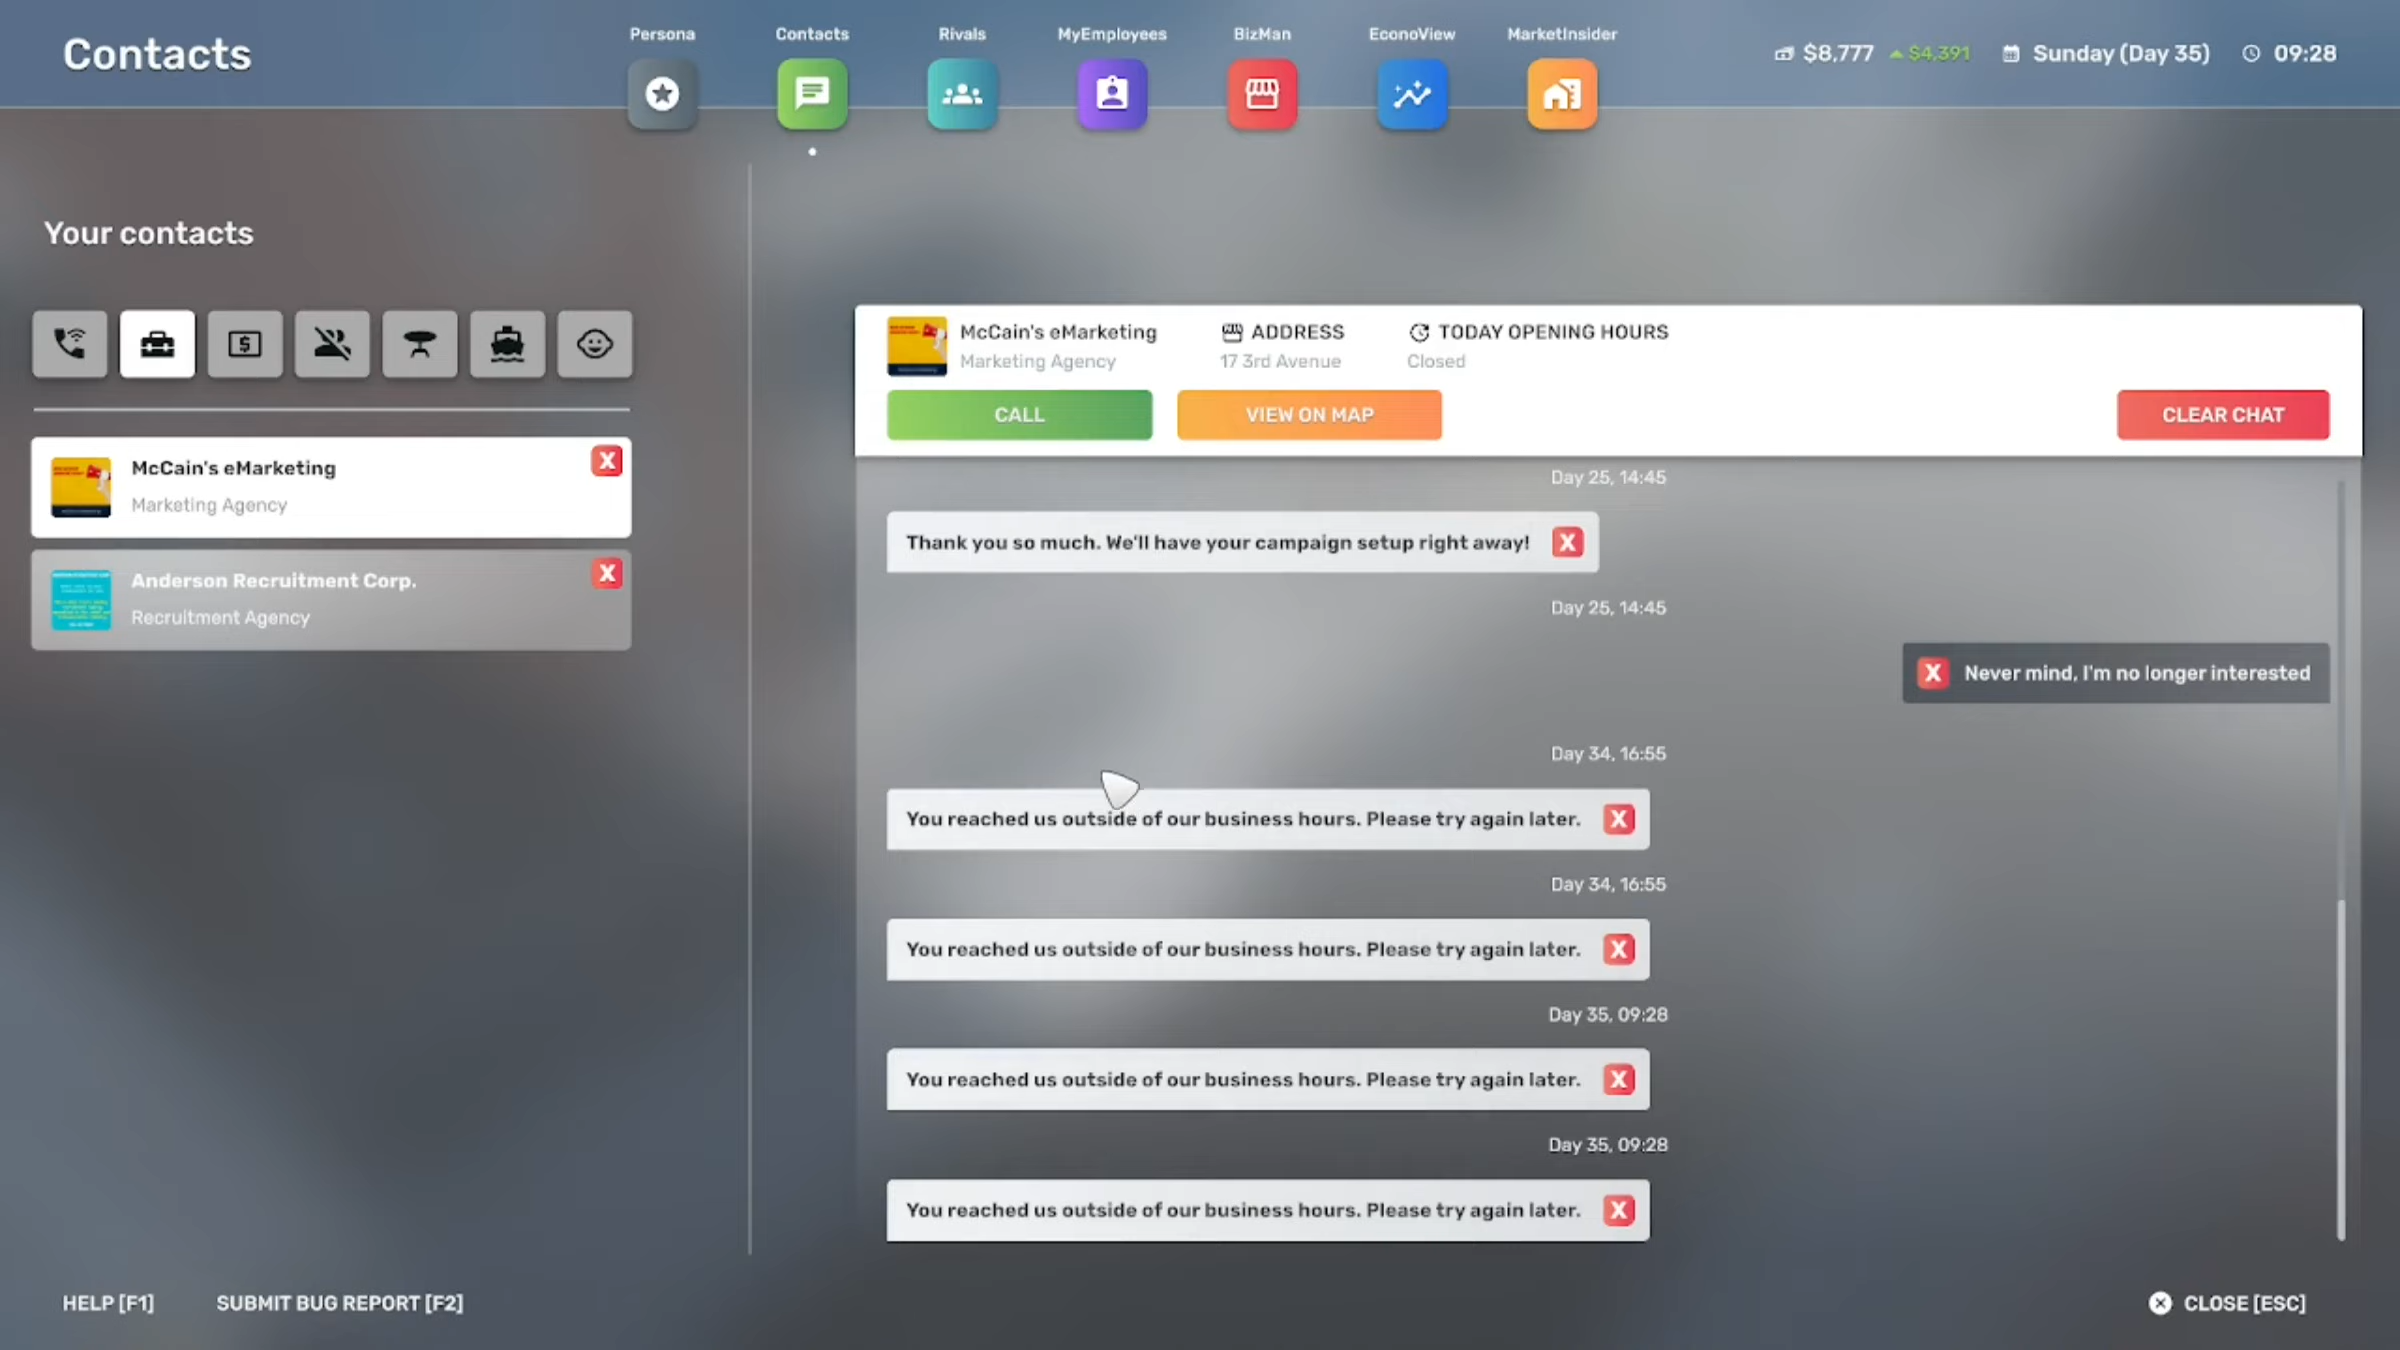 Contacts
Persona
Contacts
Rivals
MyEmployees
BizMan
EconoView
MarketInsider
$8,777
$4,391
Sunday (Day 35)
09:28
Your contacts
McCain's eMarketing
Marketing Agency
X
Anderson Recruitment Corp.
Recruitment Agency
X
McCain's eMarketing
Marketing Agency
ADDRESS
17 3rd Avenue
TODAY OPENING HOURS
Closed
CALL
VIEW ON MAP
CLEAR CHAT
Day 25, 14:45
Thank you so much. We'll have your campaign setup right away! X
Day 25, 14:45
X Never mind, I'm no longer interested
Day 34, 16:55
You reached us outside of our business hours. Please try again later. X
Day 34, 16:55
You reached us outside of our business hours. Please try again later. X
Day 35, 09:28
You reached us outside of our business hours. Please try again later. X
Day 35, 09:28
You reached us outside of our business hours. Please try again later. X
HELP [F1]
SUBMIT BUG REPORT [F2]
CLOSE [ESC]